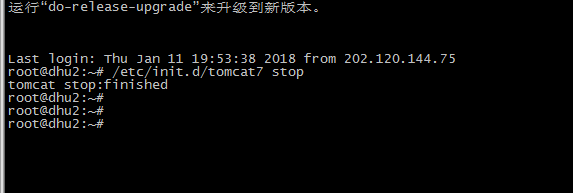 运行“do-release-upgrade”来升级到新版本。
Last login: Thu Jan 11 19:53:38 2018 from 202.120.144.75
root@dhu2:~# /etc/init.d/tomcat7 stop
tomcat stop:finished
root@dhu2:~#
root@dhu2:~#
root@dhu2:~#